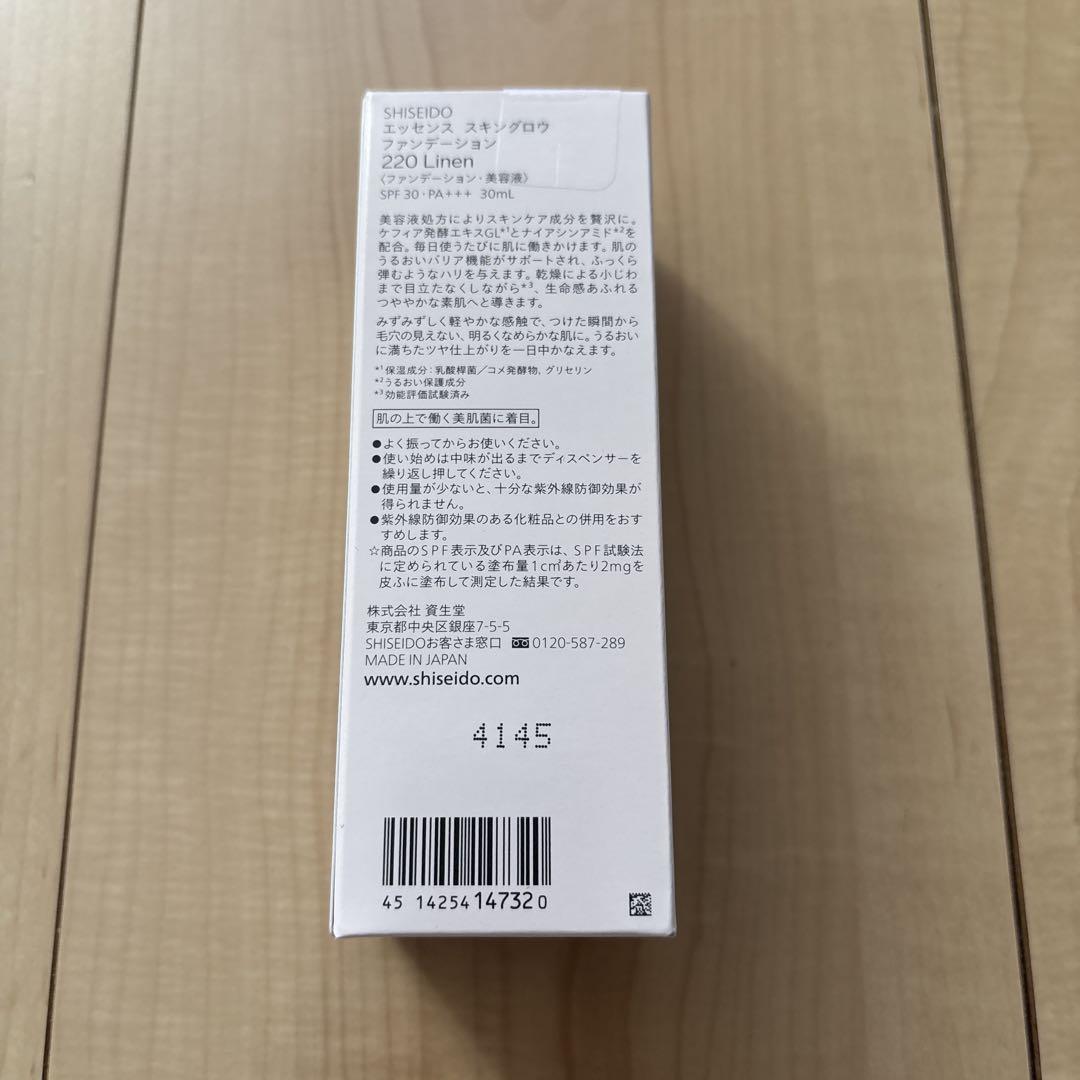 SHISEIDO
エッセンス スキングロウ
ファンデーション
220 Linen
〈ファンデーション・美容液〉
SPF 30・PA+++ 30mL
美容液処方によりスキンケア成分を贅沢に。
ケフィア発酵エキスGL*1とナイアシンアミド*2を
配合。毎日使うたびに肌に働きかけます。肌の
うるおいバリア機能がサポートされ、ふっくら
弾むようなハリを与えます。乾燥による小じわ
まで目立たなくしながら*3、生命感あふれる
つややかな素肌へと導きます。
みずみずしく軽やかな感触で、つけた瞬間から
毛穴の見えない、明るくなめらかな肌に。うるおい
に満ちたツヤ仕上がりを一日中かなえます。
*1保湿成分:乳酸桿菌/コメ発酵物, グリセリン
*2うるおい保護成分
*3効能評価試験済み
肌の上で働く美肌菌に着目。
●よく振ってからお使いください。
●使い始めは中味が出るまでディスペンサーを
繰り返し押してください。
●使用量が少ないと、十分な紫外線防御効果が
得られません。
●紫外線防御効果のある化粧品との併用をおす
すめします。
☆商品のSPF表示及びPA表示は、SPF試験法
に定められている塗布量1c㎡あたり2mgを
皮ふに塗布して測定した結果です。
株式会社 資生堂
東京都中央区銀座7-5-5
SHISEIDOお客さま窓口 0120-587-289
MADE IN JAPAN
www.shiseido.com
4145
45 14254 14732 0